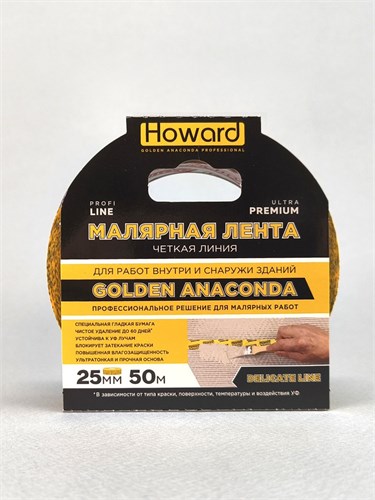 Howard
GOLDEN ANACONDA PROFESSIONAL
PROFI
LINE
ULTRA
PREMIUM
МАЛЯРНАЯ ЛЕНТА
ЧЕТКАЯ ЛИНИЯ
ДЛЯ РАБОТ ВНУТРИ И СНАРУЖИ ЗДАНИЙ
GOLDEN ANACONDA
ПРОФЕССИОНАЛЬНОЕ РЕШЕНИЕ ДЛЯ МАЛЯРНЫХ РАБОТ
СПЕЦИАЛЬНАЯ ГЛАДКАЯ БУМАГА
ЧИСТОЕ УДАЛЕНИЕ ДО 60 ДНЕЙ*
УСТОЙЧИВА К УФ ЛУЧАМ
БЛОКИРУЕТ ЗАТЕКАНИЕ КРАСКИ
ПОВЫШЕННАЯ ВЛАГОЗАЩИЩЕННОСТЬ
УЛЬТРАТОНКАЯ И ПРОЧНАЯ ОСНОВА
25ММ 50М
DELICATE LINE
*В зависимости от типа краски, поверхности, температуры и воздействия УФ